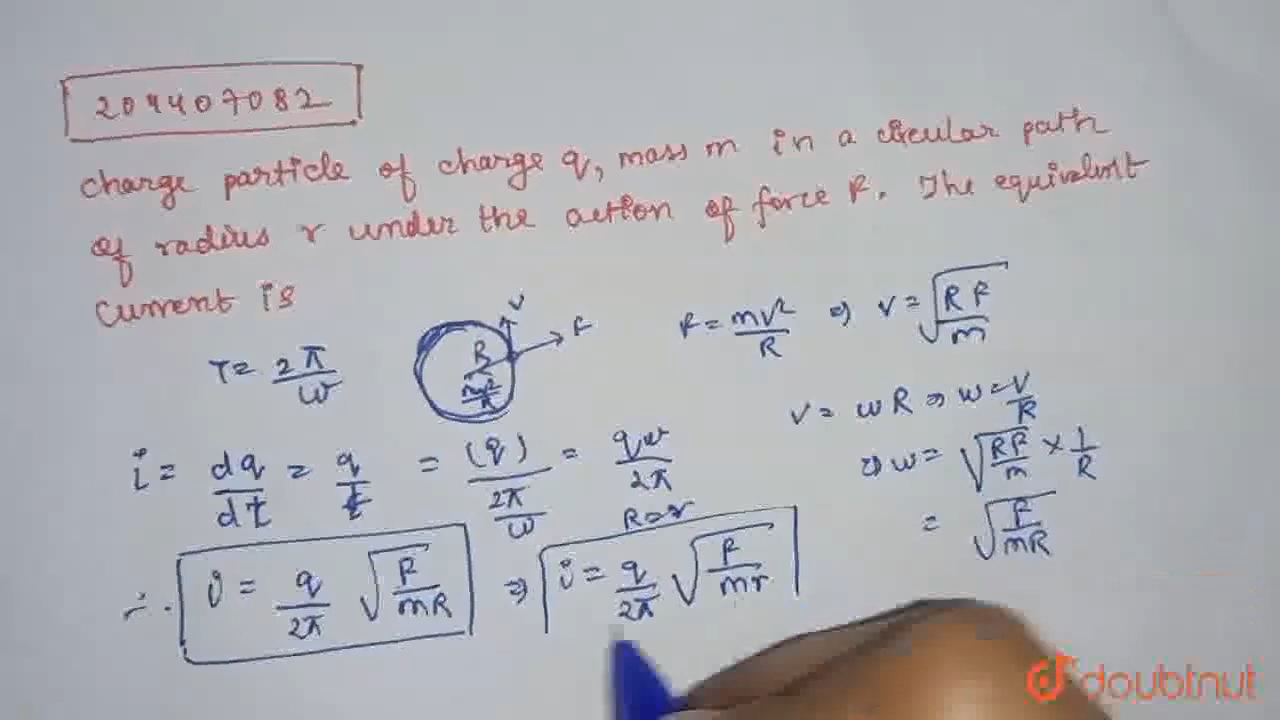 204407082
charge particle of charge q, mass m in a circular path
of radius r under the action of force F. The equivalent
current is
T = 2π/ω
V
F
R
mv²/R
F = mv²/R ⇒ V = √(RF/m)
V = ωR ⇒ ω = V/R
⇒ ω = √(RF/m) × 1/R
= √(F/mR)
i = dq/dt = q/t = (q)/(2π/ω) = qω/2π
R = r
∴ i = q/2π √(F/mR) ⇒ i = q/2π √(F/mr)
doubtnut